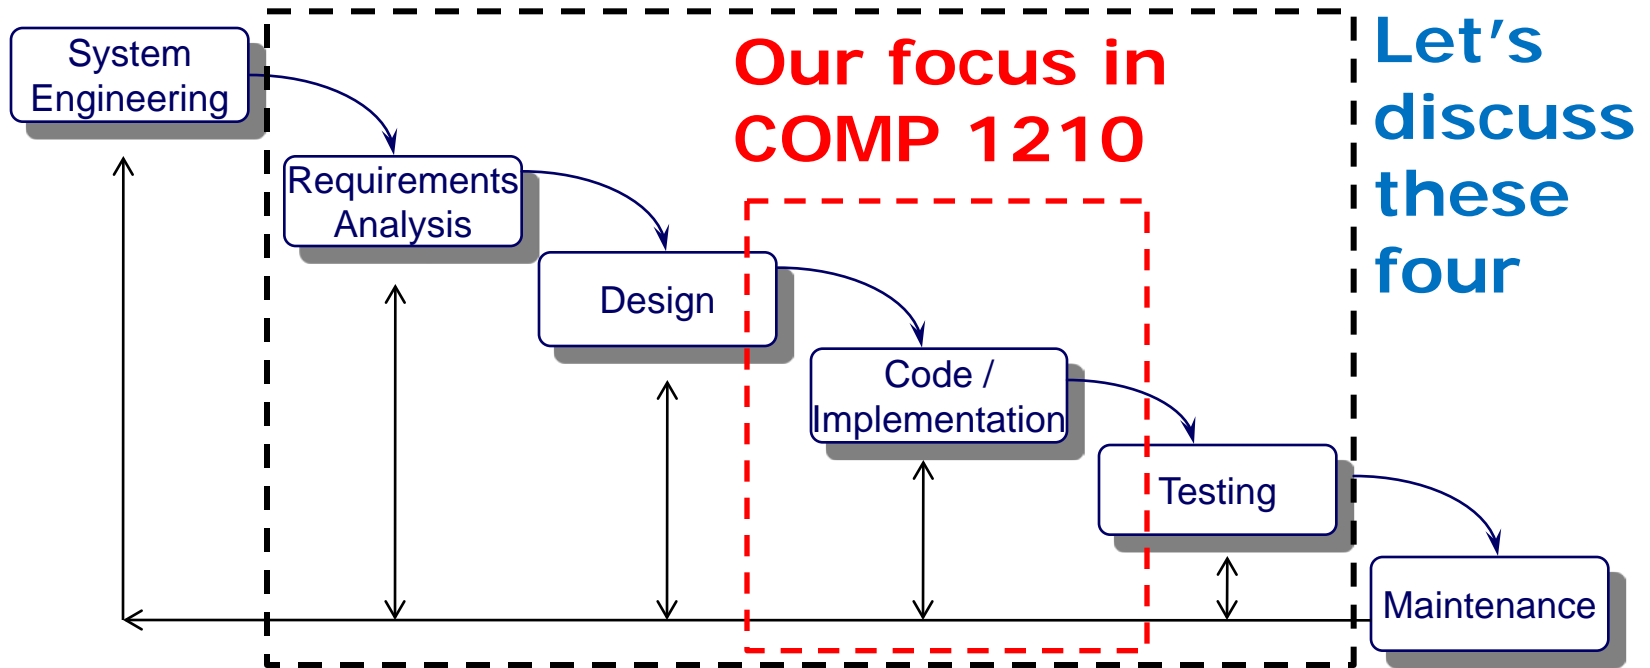 System
Engineering
Our focus in
COMP 1210
Let's
discuss
these
four
Requirements
Analysis
Design
Code /
Implementation
Testing
Maintenance